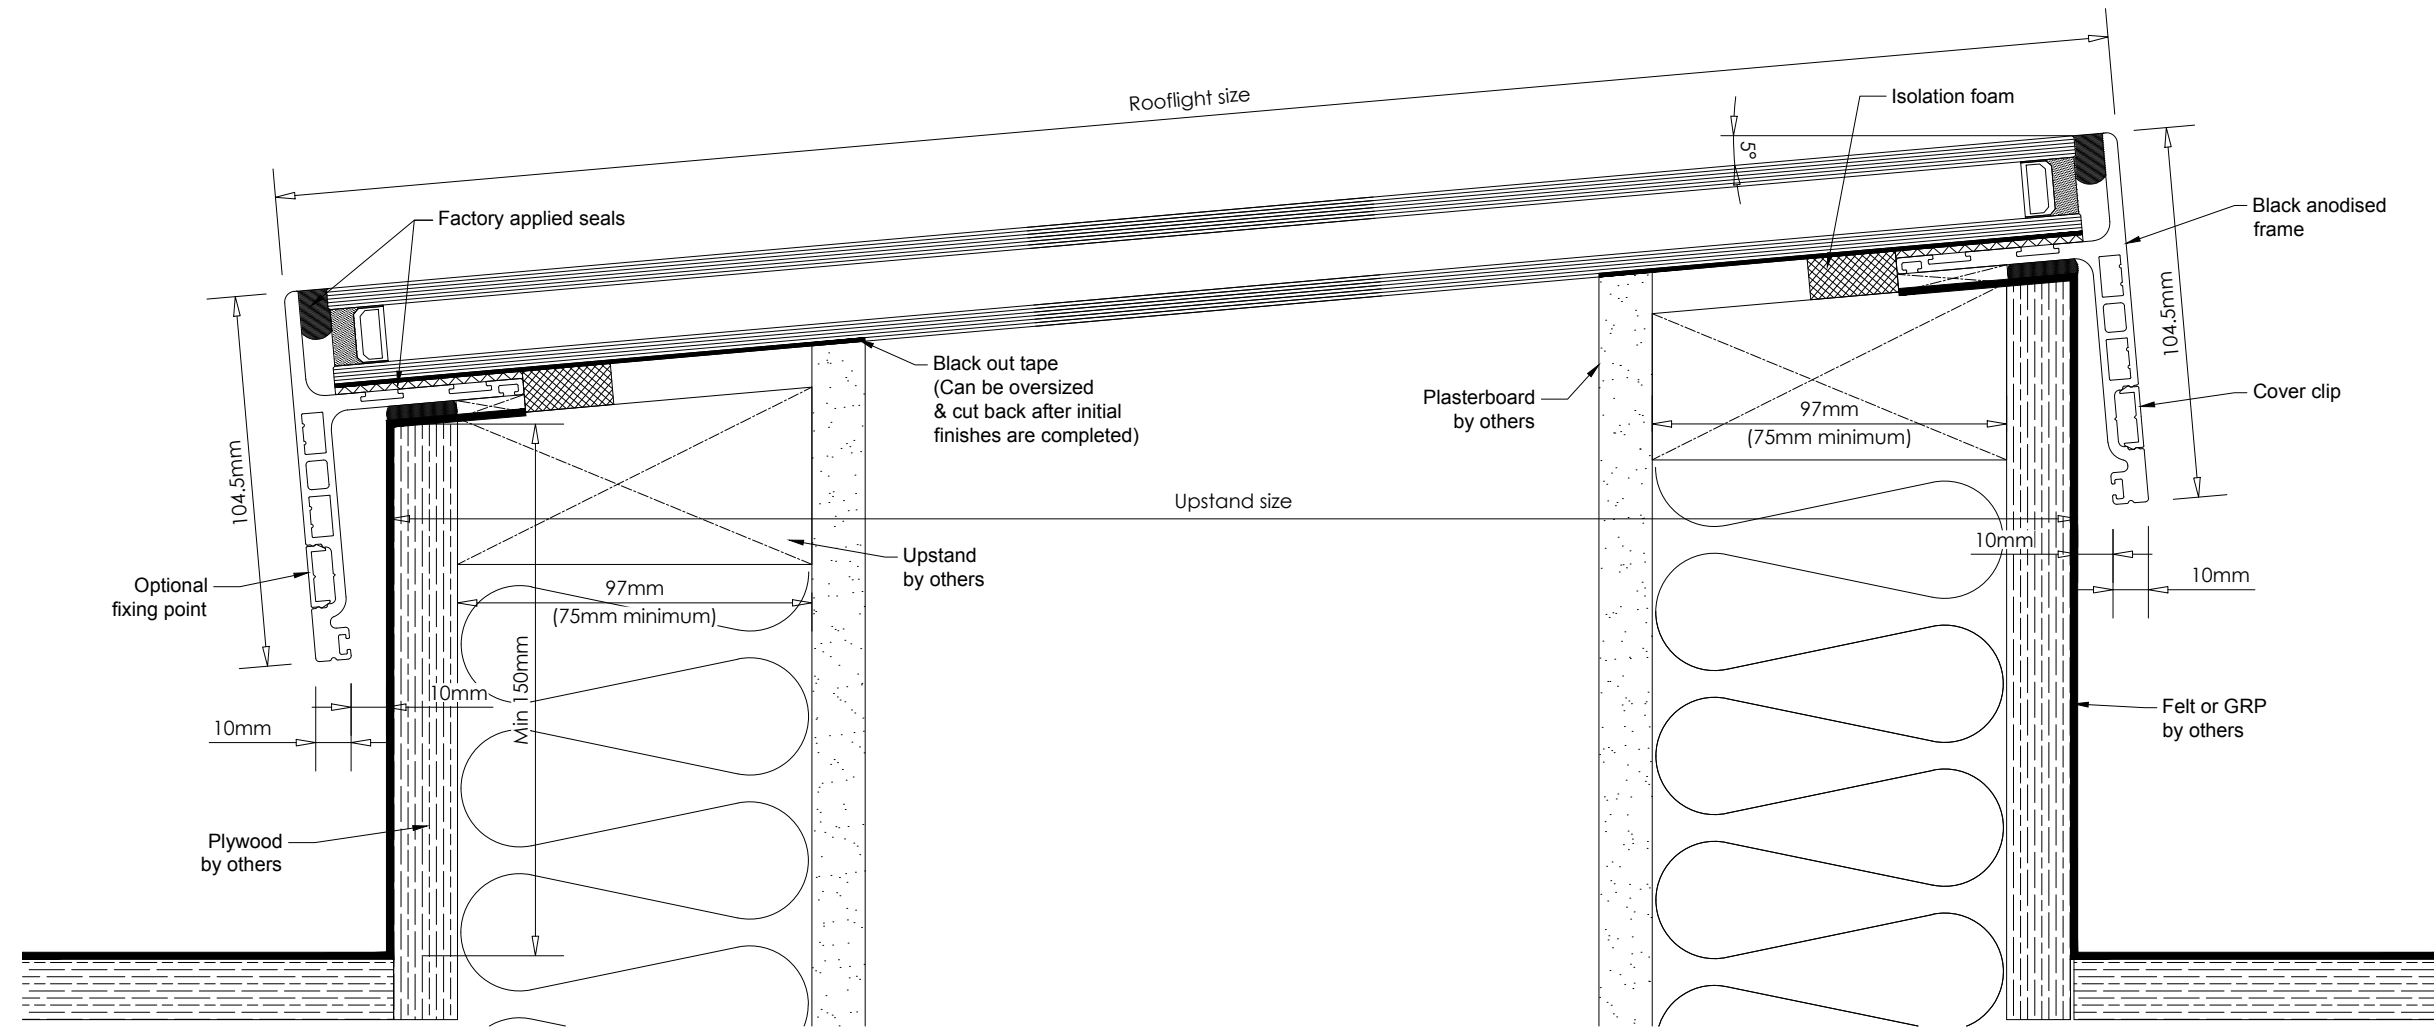 Rooflight size
Isolation foam
5°
Factory applied seals
Black anodised
frame
104.5mm
104.5mm
Black out tape
(Can be oversized
& cut back after initial
finishes are completed)
Plasterboard
by others
97mm
(75mm minimum)
Cover clip
Upstand size
10mm
10mm
Upstand
by others
Optional
fixing point
97mm
(75mm minimum)
Min 150mm
10mm
10mm
Felt or GRP
by others
Plywood
by others